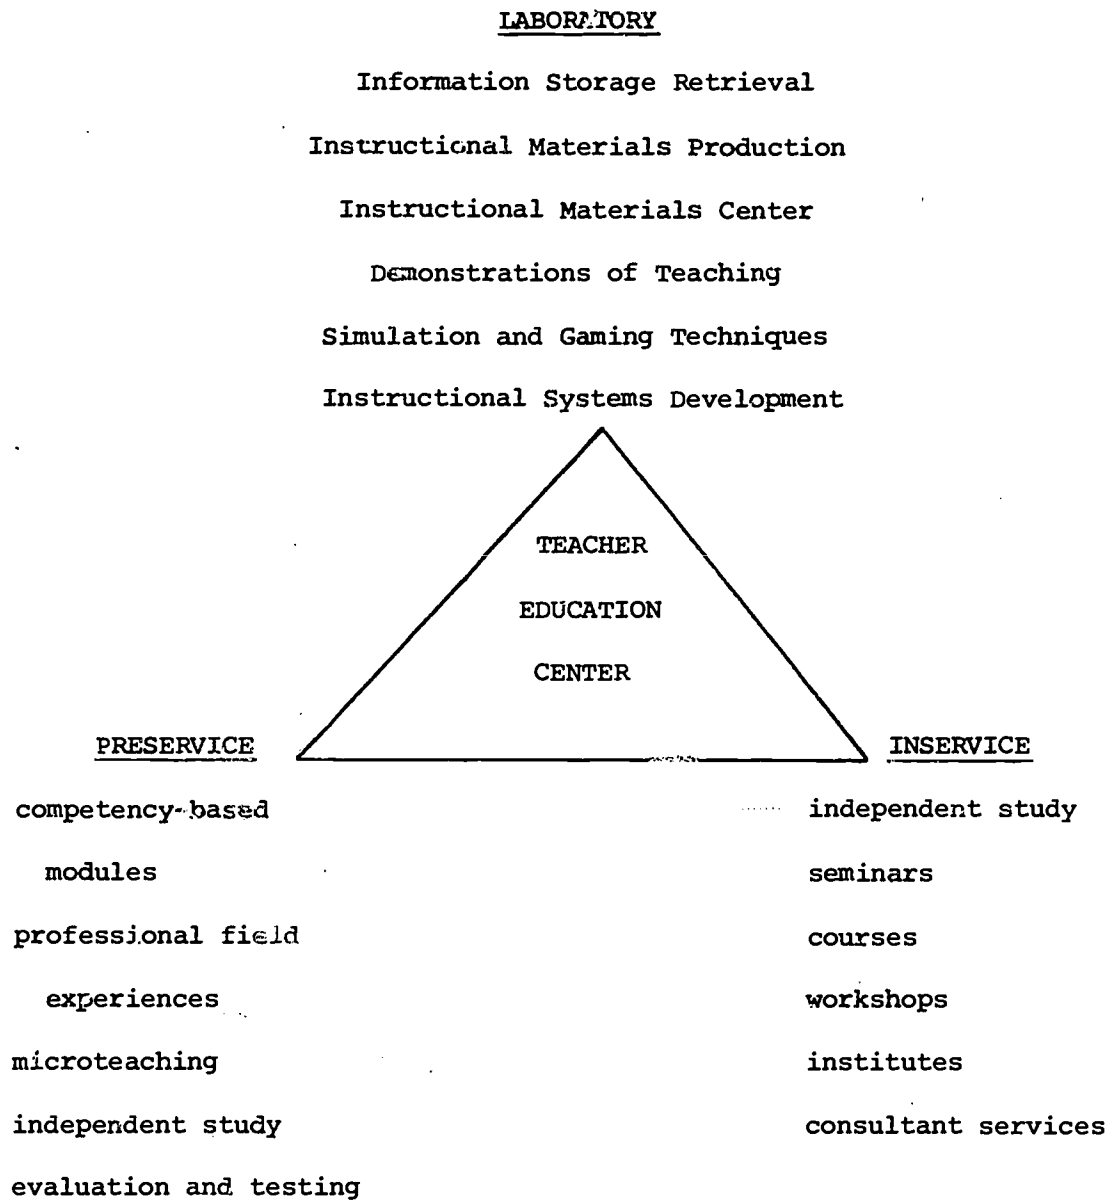 LABORATORY
Information Storage Retrieval
Instructional Materials Production
Instructional Materials Center
Demonstrations of Teaching
Simulation and Gaming Techniques
Instructional Systems Development
TEACHER
EDUCATION
CENTER
PRESERVICE
competency-based
modules
professional field
experiences
microteaching
independent study
evaluation and testing
INSERVICE
independent study
seminars
courses
workshops
institutes
consultant services